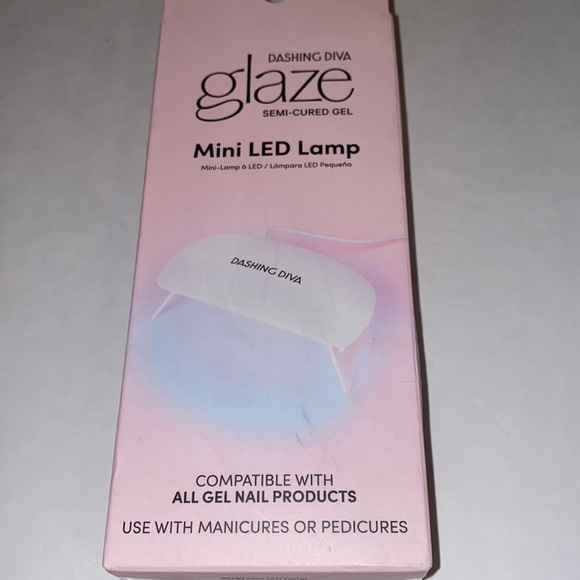 DASHING DIVA
glaze
SEMI-CURED GEL
Mini LED Lamp
Mini-Lamp à LED / Lámpara LED Pequeña
DASHING DIVA
COMPATIBLE WITH
ALL GEL NAIL PRODUCTS
USE WITH MANICURES OR PEDICURES